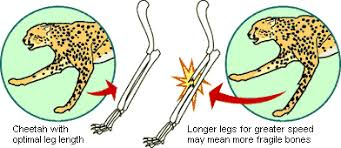 Cheetah with
optimal leg length
Longer legs for greater speed
may mean more fragile bones